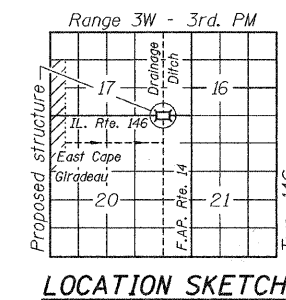 Range 3W - 3rd. PM
Proposed structure
Drainage
Ditch
17
16
IL. Rte. 146
East Cape
Giradeau
20
21
F.A.P. Rte. 14
LOCATION SKETCH